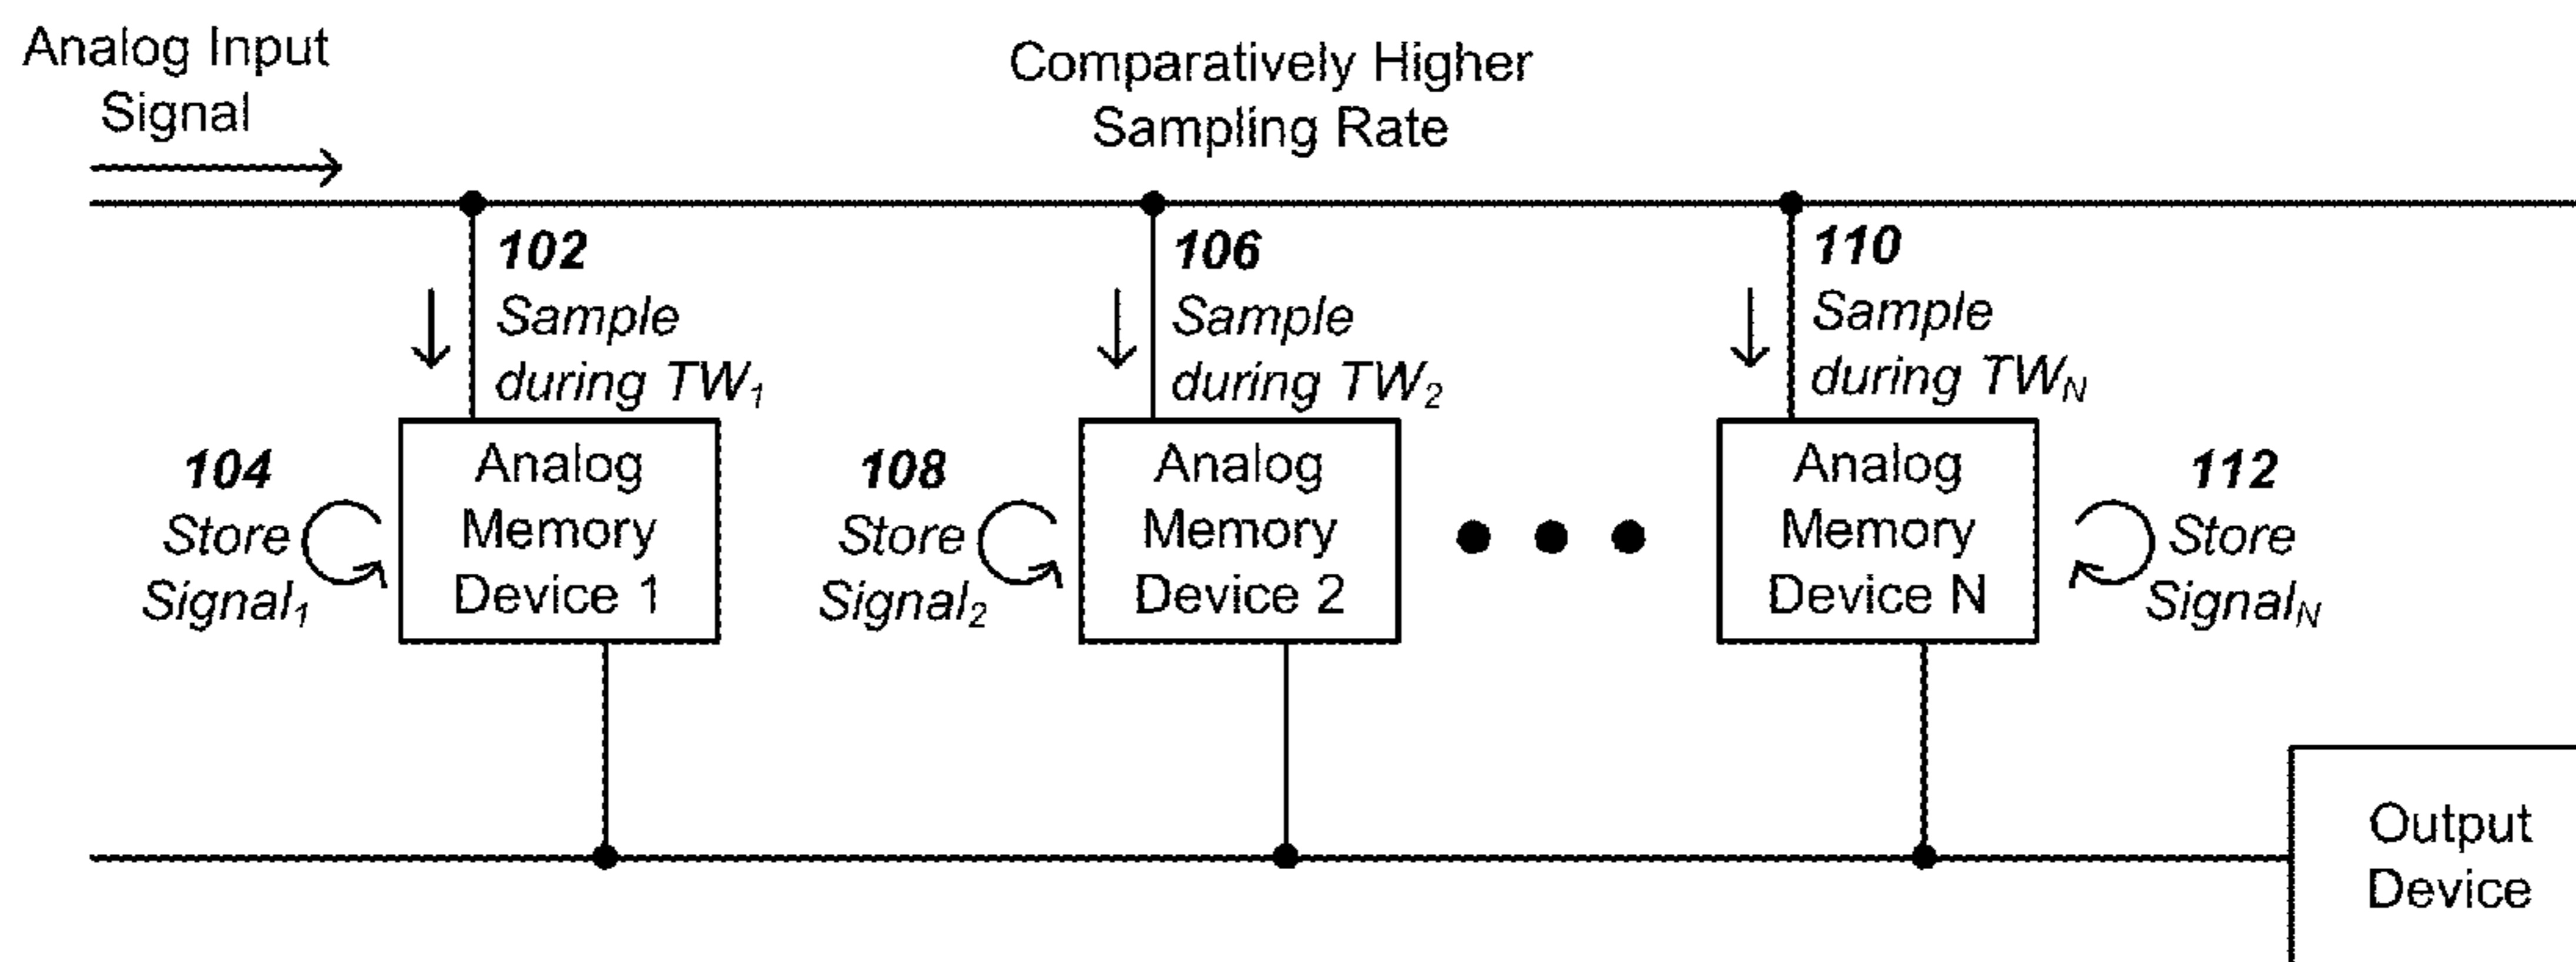 Analog Input
Signal
Comparatively Higher
Sampling Rate
102
Sample
during TW₁
106
Sample
during TW₂
110
Sample
during TW_N
104
Store
Signal₁
Analog
Memory
Device 1
108
Store
Signal₂
Analog
Memory
Device 2
Analog
Memory
Device N
112
Store
Signal_N
Output
Device